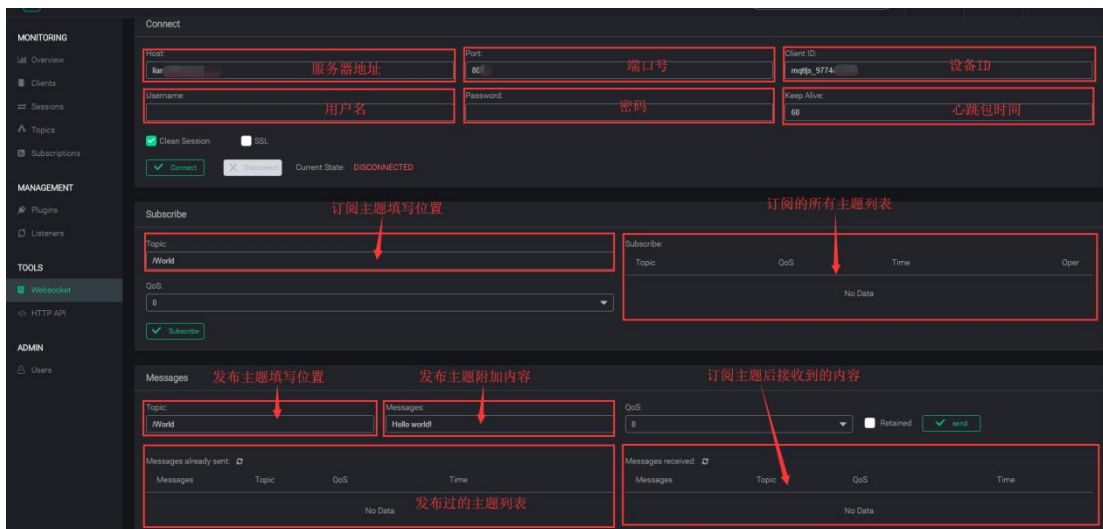 MONITORING
Overview
Clients
Sessions
Topics
Subscriptions
MANAGEMENT
Plugins
Listeners
TOOLS
Websocket
HTTP API
ADMIN
Users
Connect
Host: Port: Client ID:
服务器地址 端口号 mqttjs_9774 设备ID
Username: Password: Keep Alive:
用户名 密码 60 心跳包时间
Clean Session SSL
Connect Disconnect Current State: DISCONNECTED
Subscribe 订阅主题填写位置 订阅的所有主题列表
Topic: Subscribe:
/World Topic QoS Time Oper
QoS: No Data
0
Subscribe
Messages 发布主题填写位置 发布主题附加内容 订阅主题后接收到的内容
Topic: Messages: QoS:
/World Hello world! 0 Retained send
Messages already sent: Messages received:
Messages Topic QoS Time Messages Topic QoS Time
No Data 发布过的主题列表 No Data